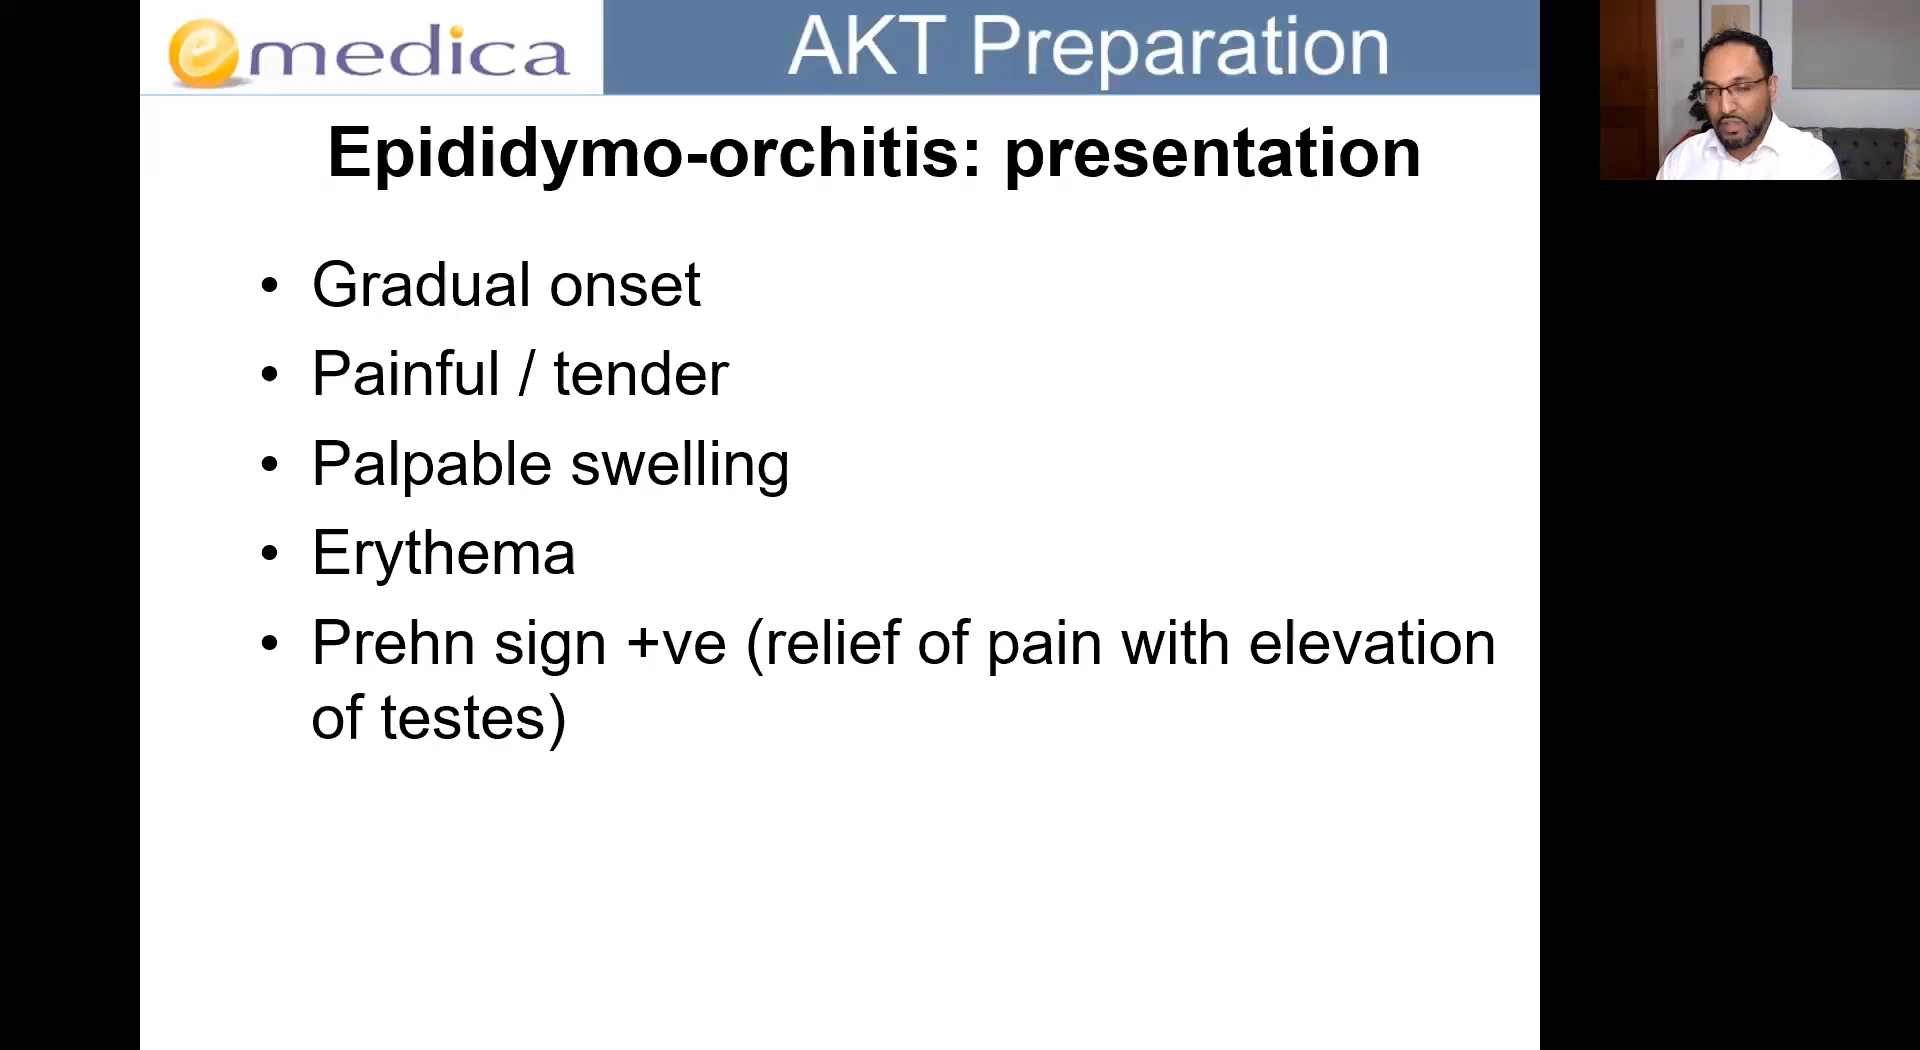 emedica
AKT Preparation
Epididymo-orchitis: presentation
• Gradual onset
• Painful / tender
• Palpable swelling
• Erythema
• Prehn sign +ve (relief of pain with elevation
of testes)